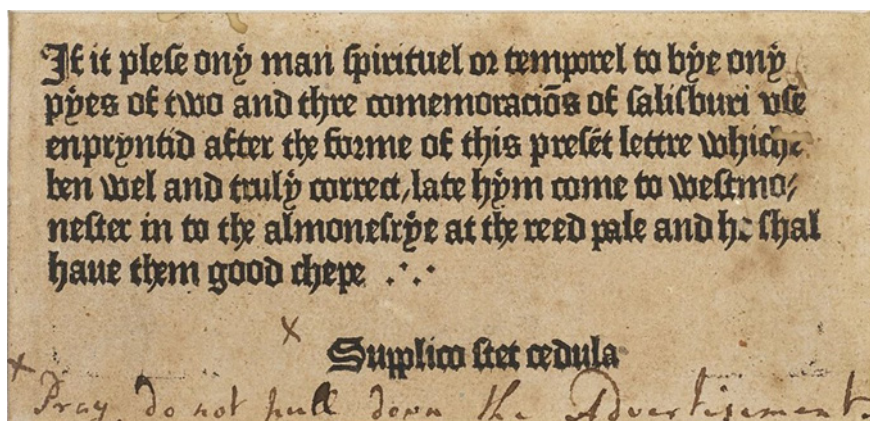 If it plese ony man spirituel or temporel to bye ony
pyes of two and thre comemoraciōs of salisburi vse
enpryntid after the forme of this presēt lettre whiche
ben wel and truly correct, late hym come to westmo-
nester in to the almonesrye at the reed pale and he shal
haue them good chepe .·.·
Supplico stet cedula
Pray do not pull down the Advertisement.